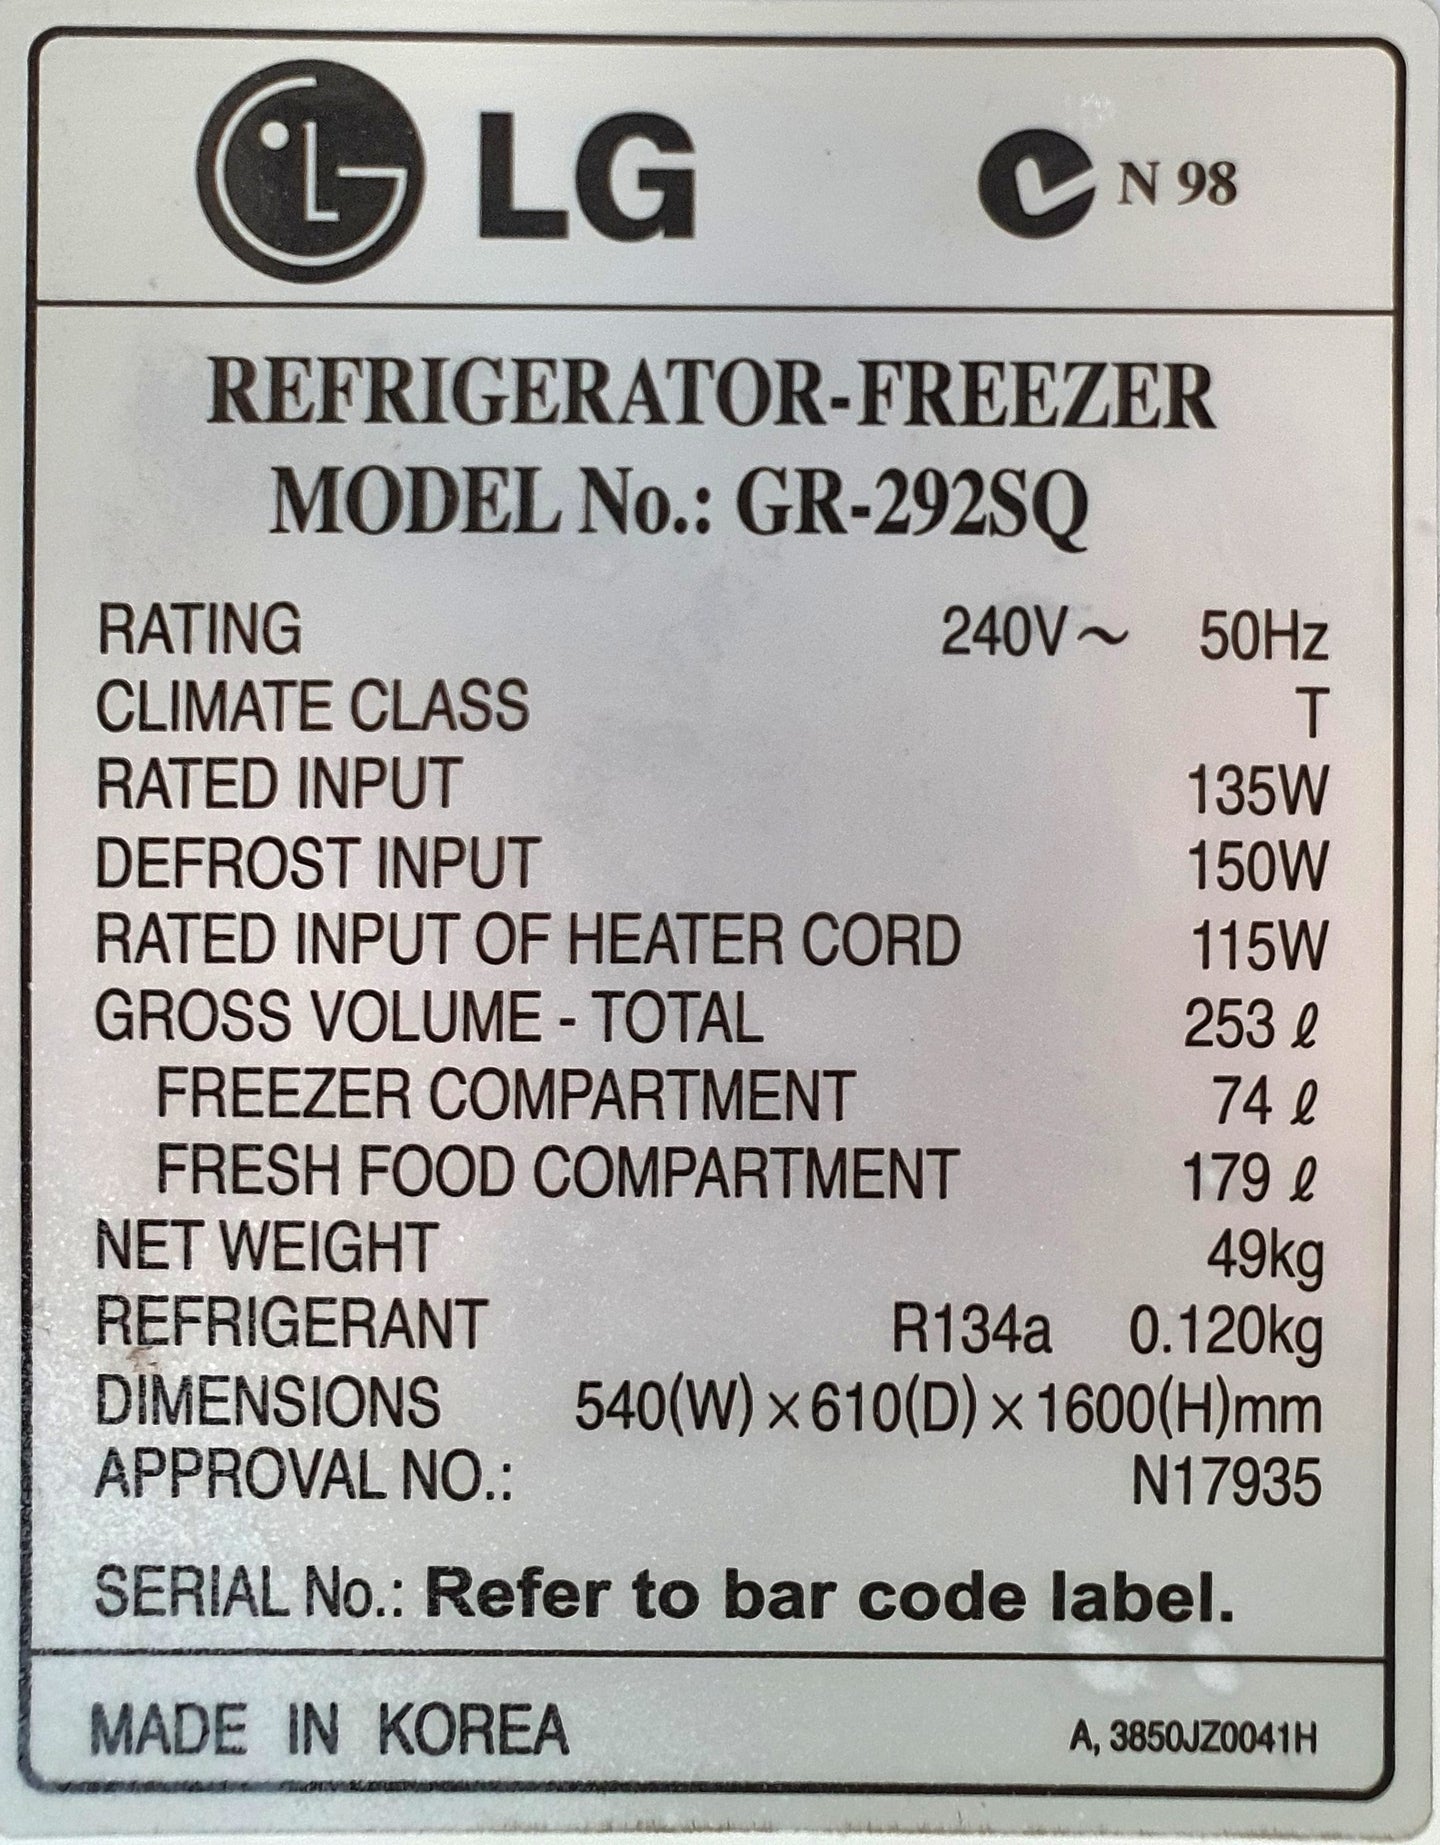 LG LG N 98
REFRIGERATOR-FREEZER
MODEL No.: GR-292SQ
RATING 240V～ 50Hz
CLIMATE CLASS T
RATED INPUT 135W
DEFROST INPUT 150W
RATED INPUT OF HEATER CORD 115W
GROSS VOLUME - TOTAL 253 ℓ
FREEZER COMPARTMENT 74 ℓ
FRESH FOOD COMPARTMENT 179 ℓ
NET WEIGHT 49kg
REFRIGERANT R134a 0.120kg
DIMENSIONS 540(W)×610(D)×1600(H)mm
APPROVAL NO.: N17935
SERIAL No.: Refer to bar code label.
MADE IN KOREA A, 3850JZ0041H